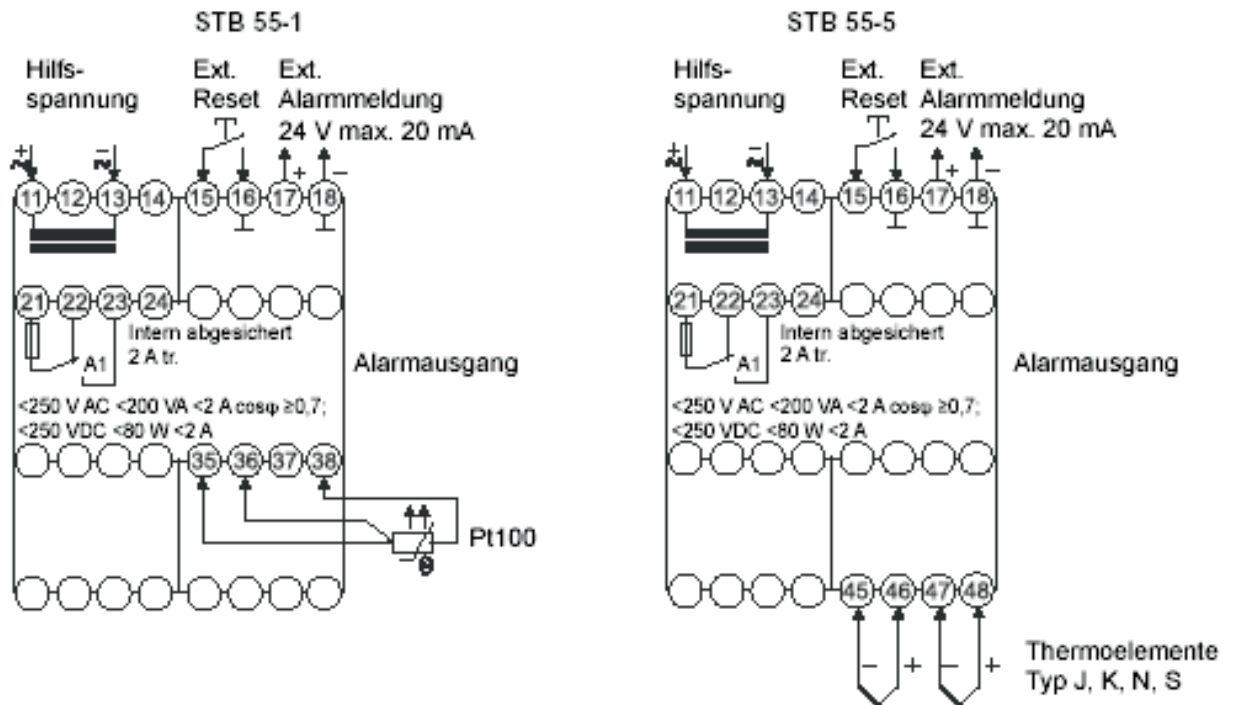 STB 55-1
Hilfs-
spannung
Ext.
Reset
Ext.
Alarmmeldung
24 V max. 20 mA
≂+
≂−
+
−
11 12 13 14 15 16 17 18
21 22 23 24
Intern abgesichert
2 A tr.
A1
Alarmausgang
<250 V AC <200 VA <2 A cosφ ≥0,7;
<250 VDC <80 W <2 A
35 36 37 38
Pt100
ϑ
STB 55-5
Hilfs-
spannung
Ext.
Reset
Ext.
Alarmmeldung
24 V max. 20 mA
≂+
≂−
+
−
11 12 13 14 15 16 17 18
21 22 23 24
Intern abgesichert
2 A tr.
A1
Alarmausgang
<250 V AC <200 VA <2 A cosφ ≥0,7;
<250 VDC <80 W <2 A
45 46 47 48
− + − +
Thermoelemente
Typ J, K, N, S